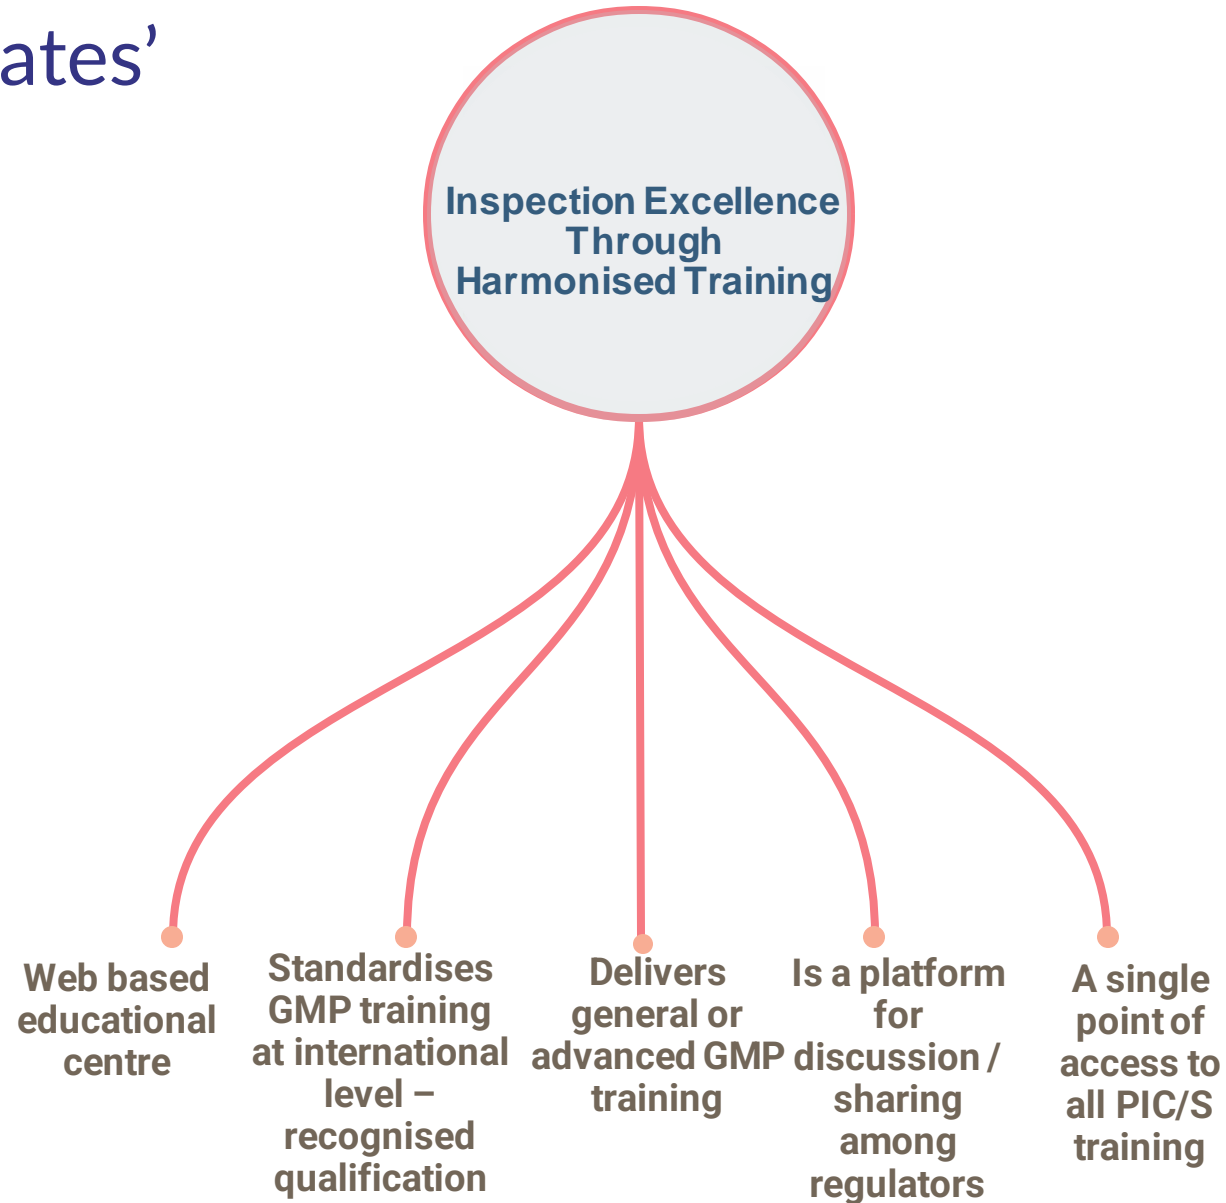 ates’
Inspection Excellence
Through
Harmonised Training
Web based
educational
centre
Standardises
GMP training
at international
level –
recognised
qualification
Delivers
general or
advanced GMP
training
Is a platform
for
discussion /
sharing
among
regulators
A single
point of
access to
all PIC/S
training